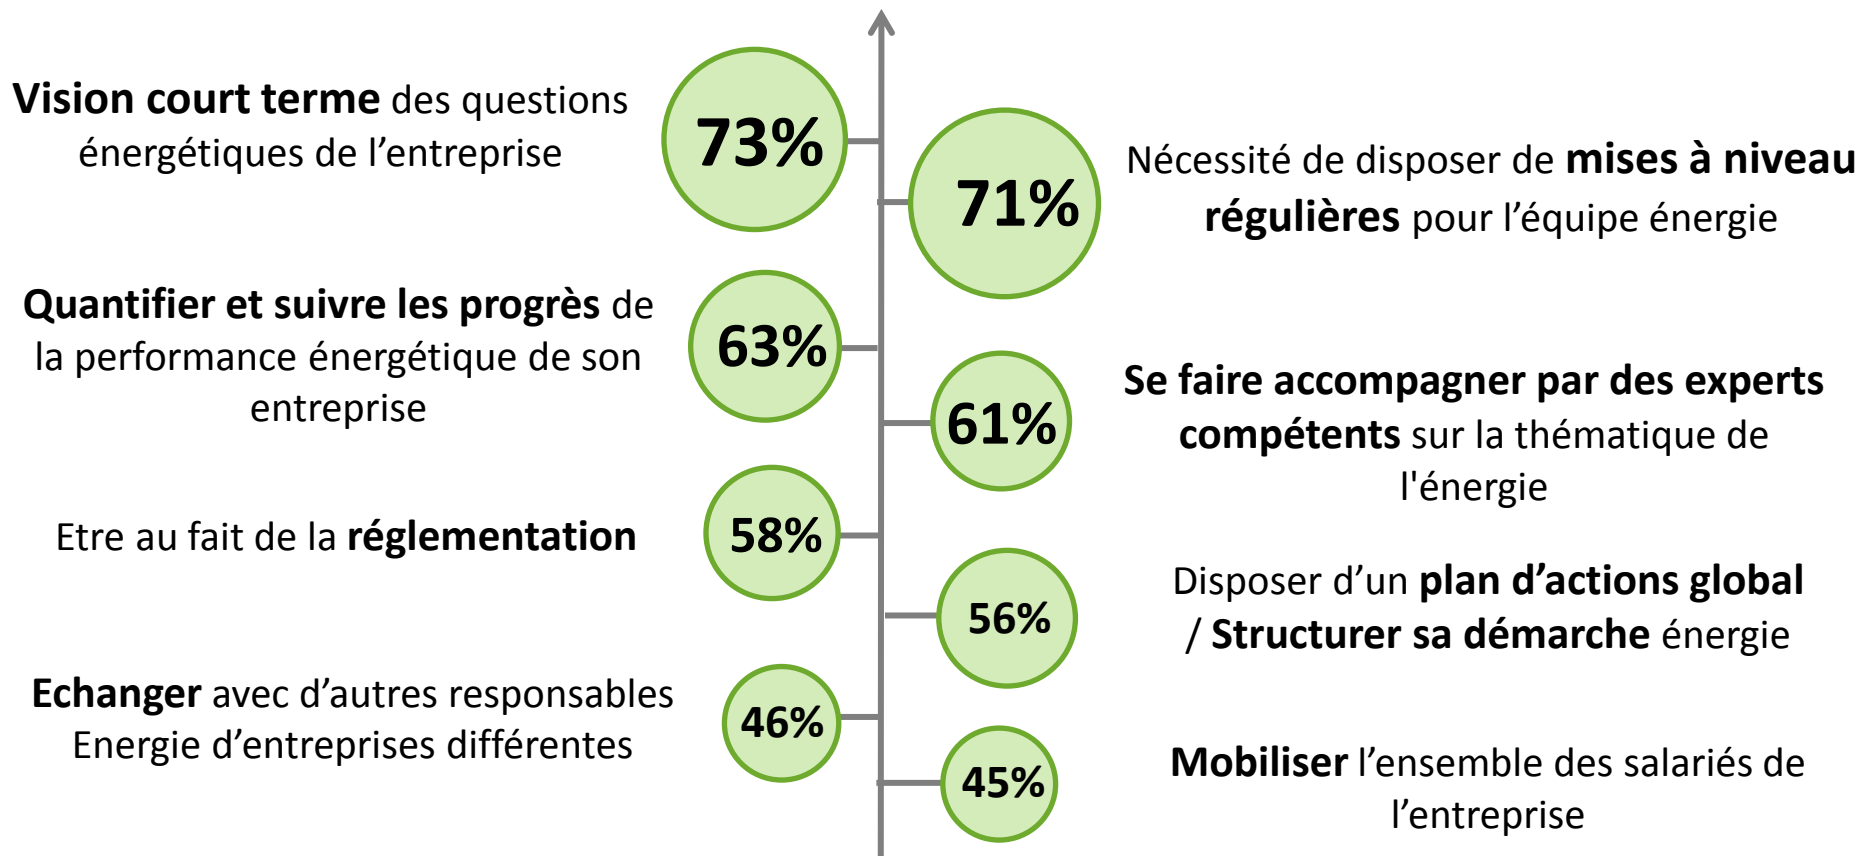 Vision court terme des questions
énergétiques de l’entreprise
73%
71%
Nécessité de disposer de mises à niveau
régulières pour l’équipe énergie
Quantifier et suivre les progrès de
la performance énergétique de son
entreprise
63%
61%
Se faire accompagner par des experts
compétents sur la thématique de
l'énergie
Etre au fait de la réglementation
58%
56%
Disposer d’un plan d’actions global
/ Structurer sa démarche énergie
Echanger avec d’autres responsables
Energie d’entreprises différentes
46%
45%
Mobiliser l’ensemble des salariés de
l’entreprise